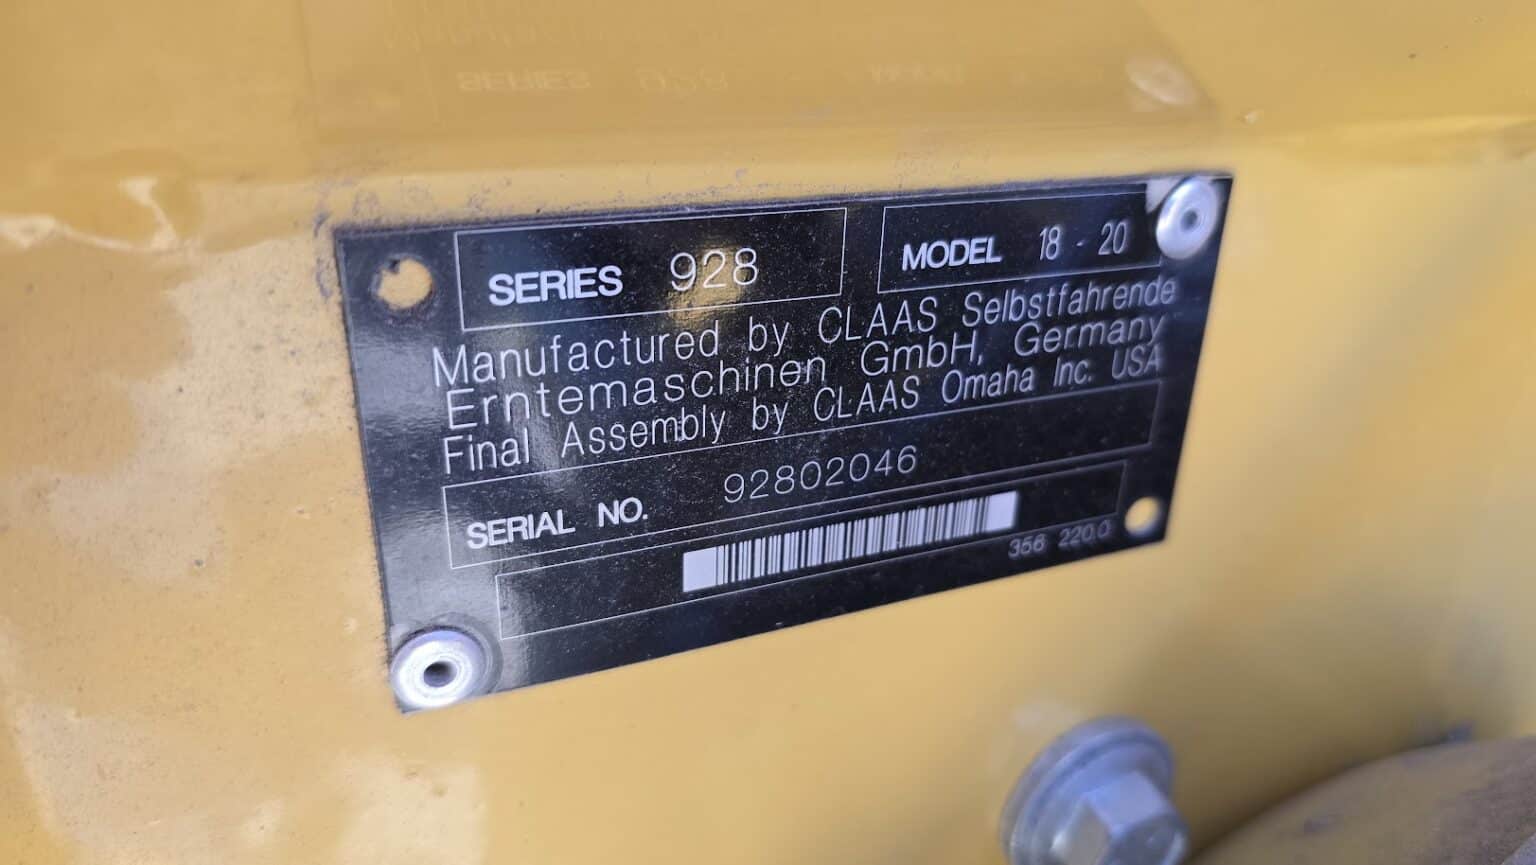 SERIES 928 MODEL 18 - 20
Manufactured by CLAAS Selbstfahrende
Erntemaschinen GmbH, Germany
Final Assembly by CLAAS Omaha Inc. USA
SERIAL NO. 92802046
356 220.0